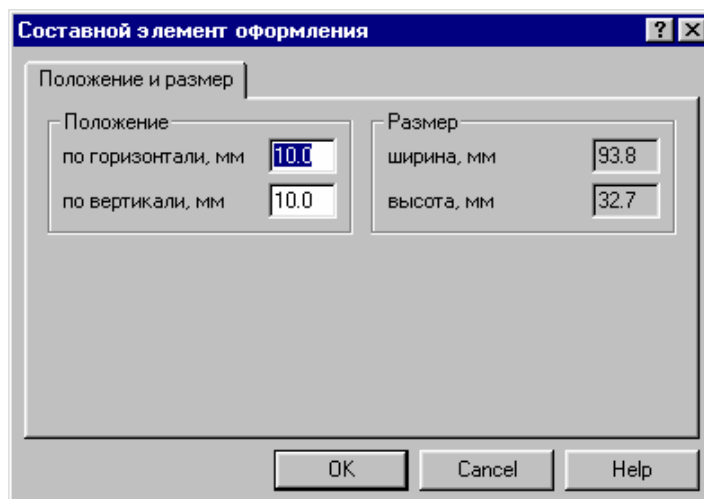 Составной элемент оформления
Положение и размер
Положение
по горизонтали, мм 10.0
по вертикали, мм 10.0
Размер
ширина, мм 93.8
высота, мм 32.7
OK Cancel Help